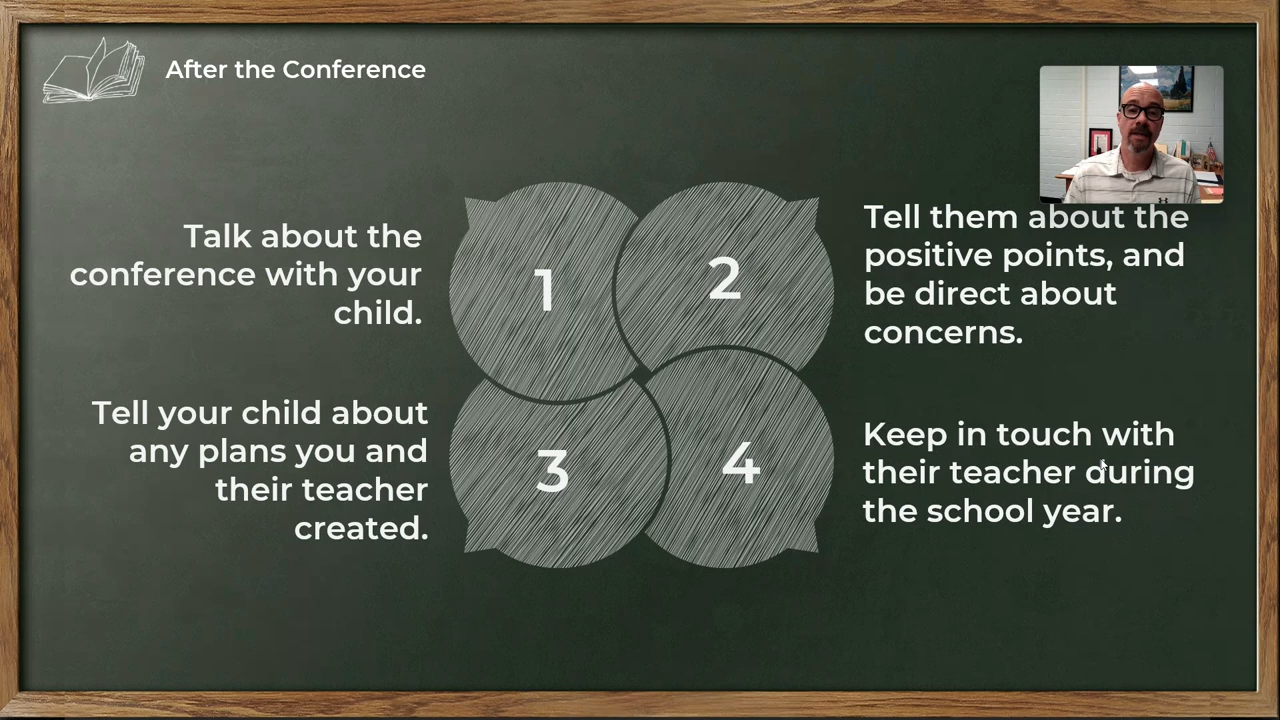 After the Conference
Talk about the
conference with your
child.
1
2
Tell them about the
positive points, and
be direct about
concerns.
Tell your child about
any plans you and
their teacher
created.
3
4
Keep in touch with
their teacher during
the school year.